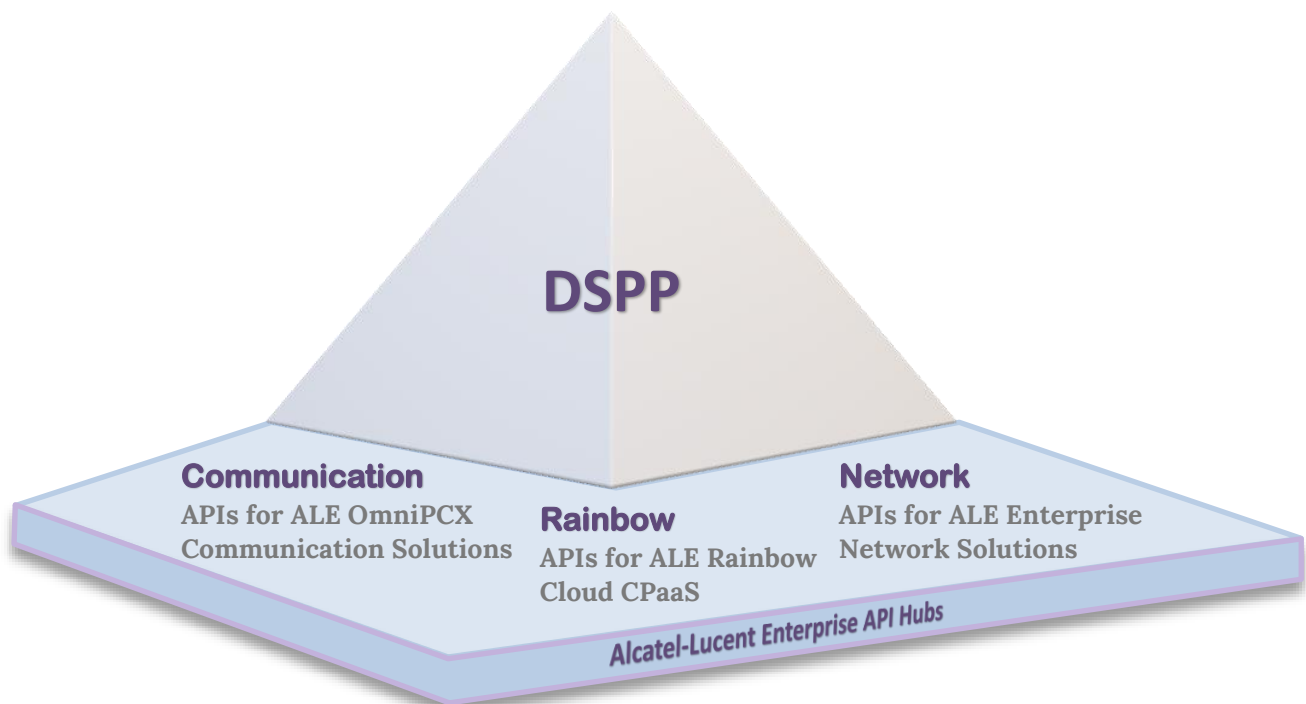 DSPP
Communication
APIs for ALE OmniPCX
Communication Solutions
Rainbow
APIs for ALE Rainbow
Cloud CPaaS
Network
APIs for ALE Enterprise
Network Solutions
Alcatel-Lucent Enterprise API Hubs